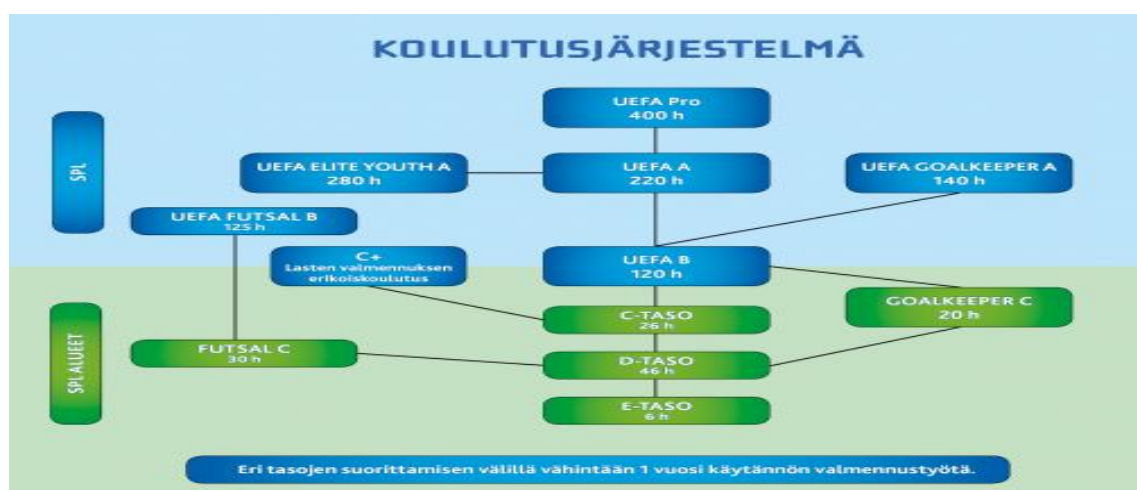 KOULUTUSJÄRJESTELMÄ
UEFA Pro
400 h
SPL
UEFA ELITE YOUTH A
280 h
UEFA A
220 h
UEFA GOALKEEPER A
140 h
UEFA FUTSAL B
125 h
C+
Lasten valmennuksen
erikoiskoulutus
UEFA B
120 h
GOALKEEPER C
20 h
SPL ALUEET
C-TASO
26 h
FUTSAL C
30 h
D-TASO
46 h
E-TASO
6 h
Eri tasojen suorittamisen välillä vähintään 1 vuosi käytännön valmennustyötä.